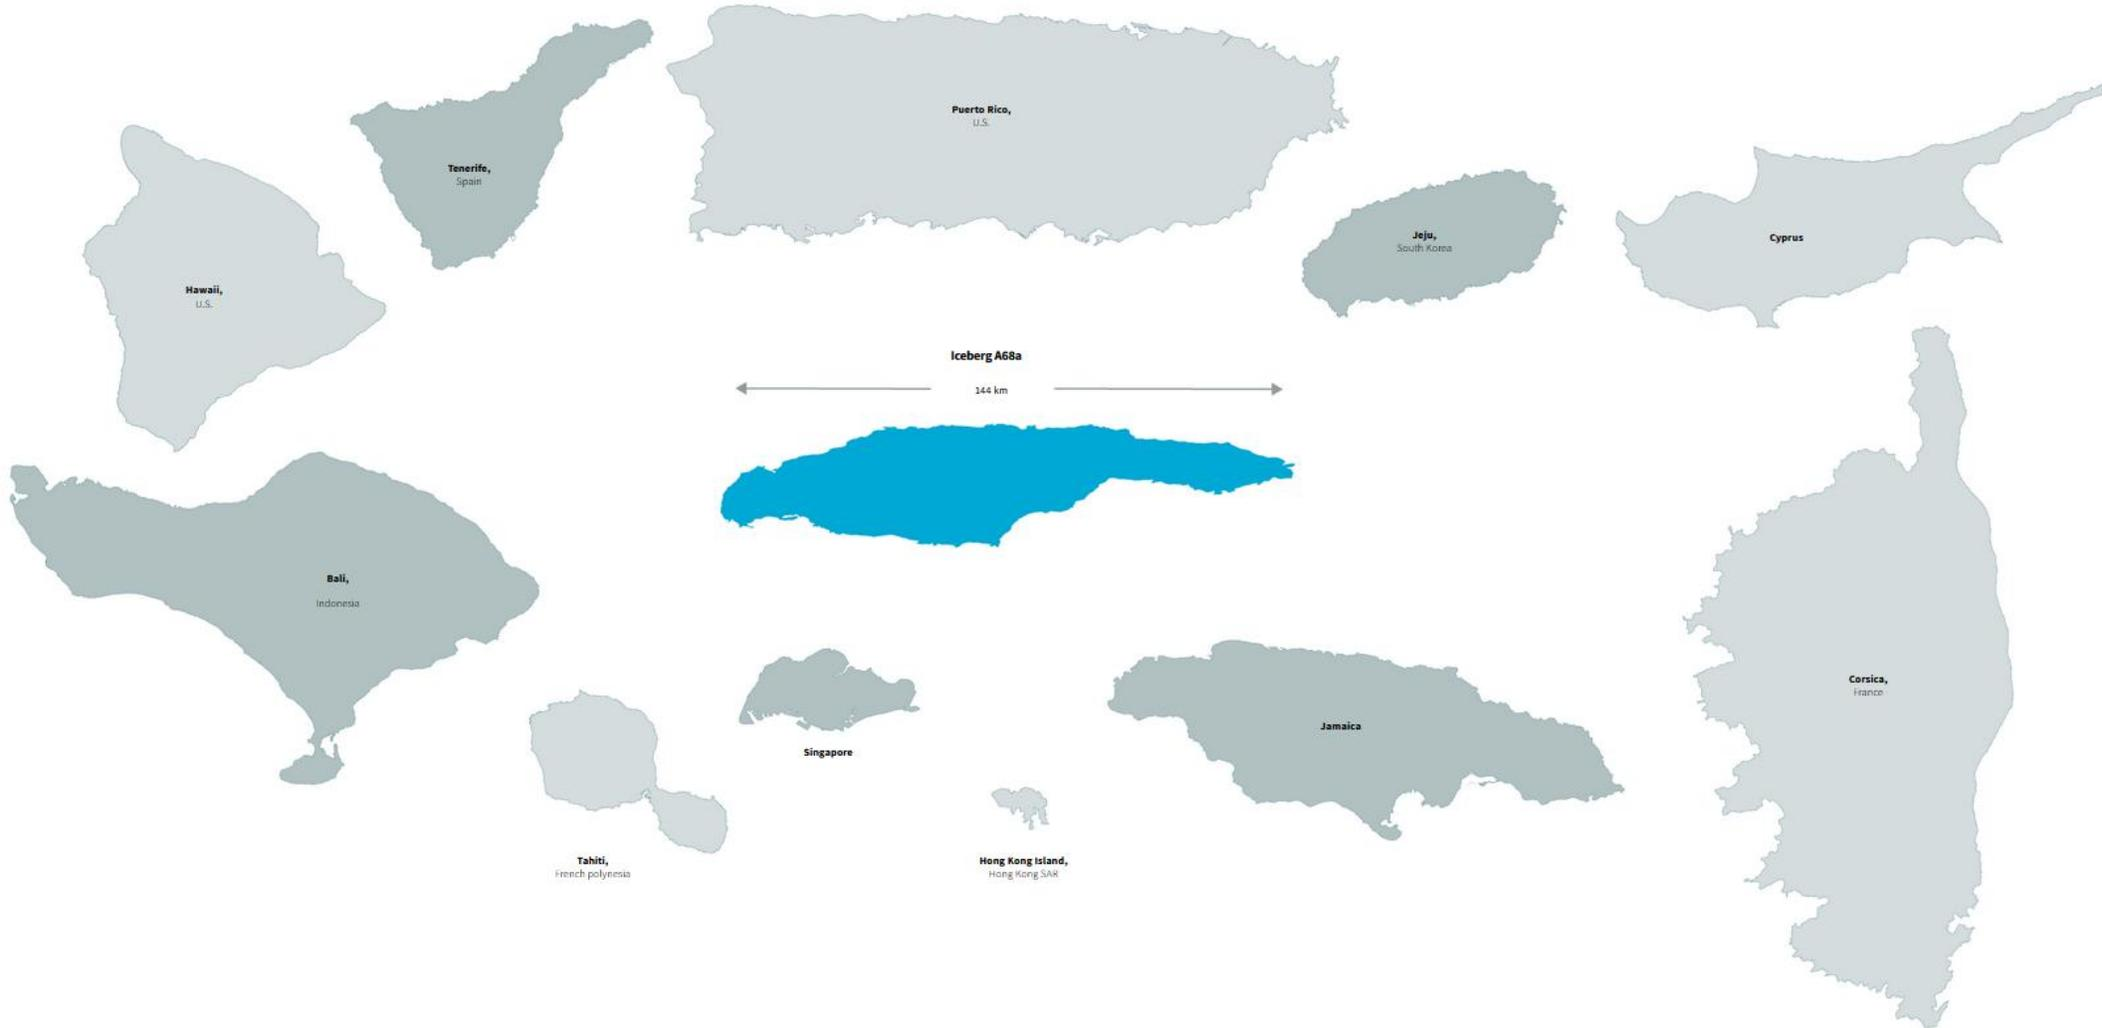 Puerto Rico,
U.S.
Tenerife,
Spain
Jeju,
South Korea
Cyprus
Hawaii,
U.S.
Iceberg A68a
144 km
Bali,
Indonesia
Corsica,
France
Jamaica
Singapore
Tahiti,
French polynesia
Hong Kong Island,
Hong Kong SAR